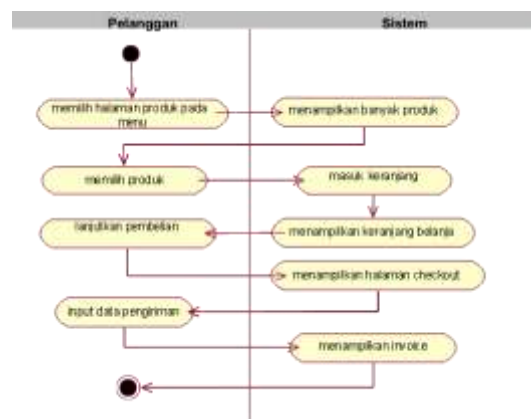 Pelanggan
Sistem
memilih halaman produk pada
menu
menampilkan banyak produk
memilih produk
masuk keranjang
lanjutkan pembelian
menampilkan keranjang belanja
menampilkan halaman checkout
input data pengiriman
menampilkan invoice